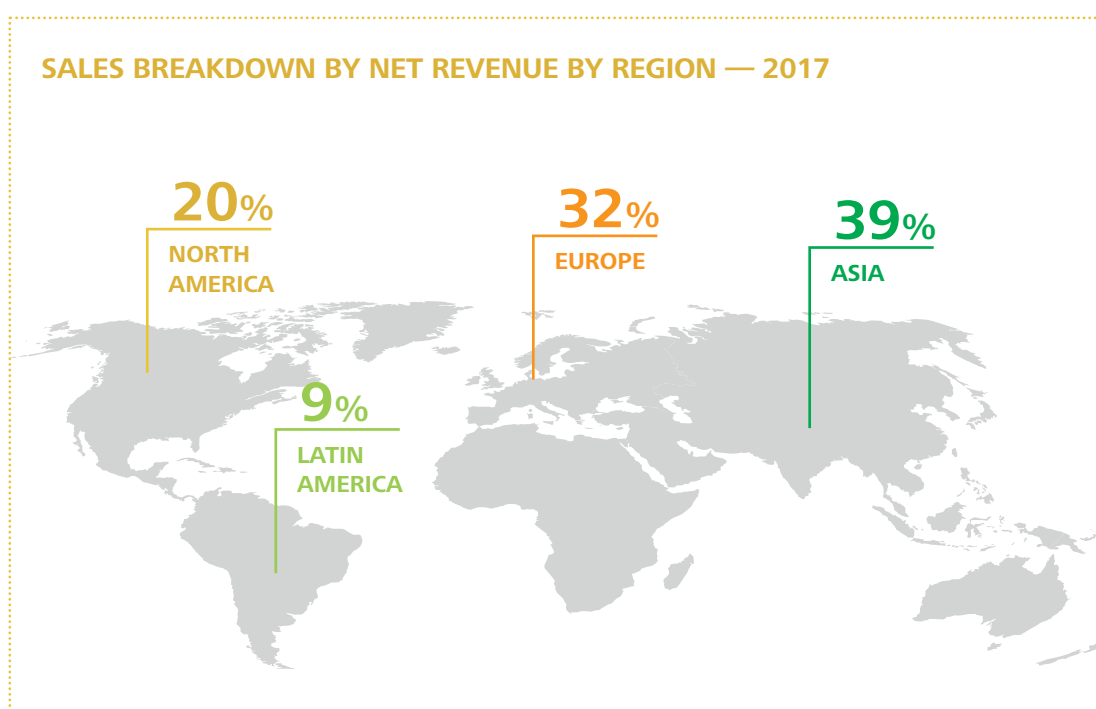 SALES BREAKDOWN BY NET REVENUE BY REGION — 2017
20%
NORTH
AMERICA
32%
EUROPE
39%
ASIA
9%
LATIN
AMERICA